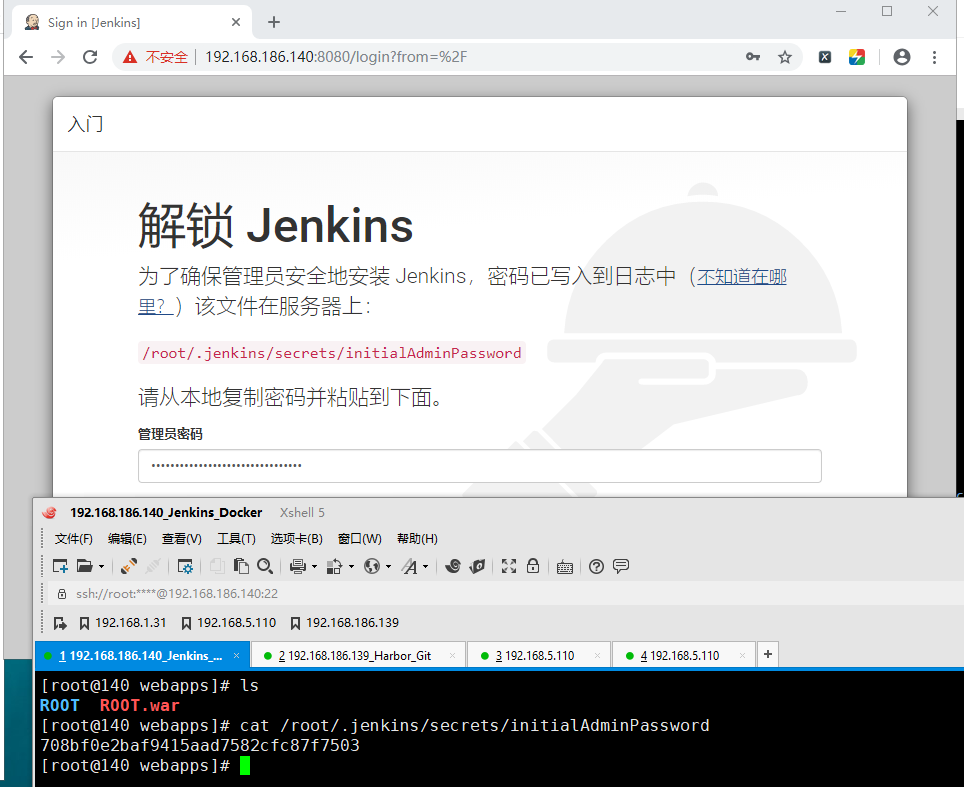 Sign in [Jenkins]
不安全 192.168.186.140:8080/login?from=%2F
入门
解锁 Jenkins
为了确保管理员安全地安装 Jenkins，密码已写入到日志中（不知道在哪
里？）该文件在服务器上：
/root/.jenkins/secrets/initialAdminPassword
请从本地复制密码并粘贴到下面。
管理员密码
192.168.186.140_Jenkins_Docker Xshell 5
文件(F) 编辑(E) 查看(V) 工具(T) 选项卡(B) 窗口(W) 帮助(H)
ssh://root:****@192.168.186.140:22
192.168.1.31 192.168.5.110 192.168.186.139
1 192.168.186.140_Jenkins_... 2 192.168.186.139_Harbor_Git 3 192.168.5.110 4 192.168.5.110
[root@140 webapps]# ls
ROOT ROOT.war
[root@140 webapps]# cat /root/.jenkins/secrets/initialAdminPassword
708bf0e2baf9415aad7582cfc87f7503
[root@140 webapps]#